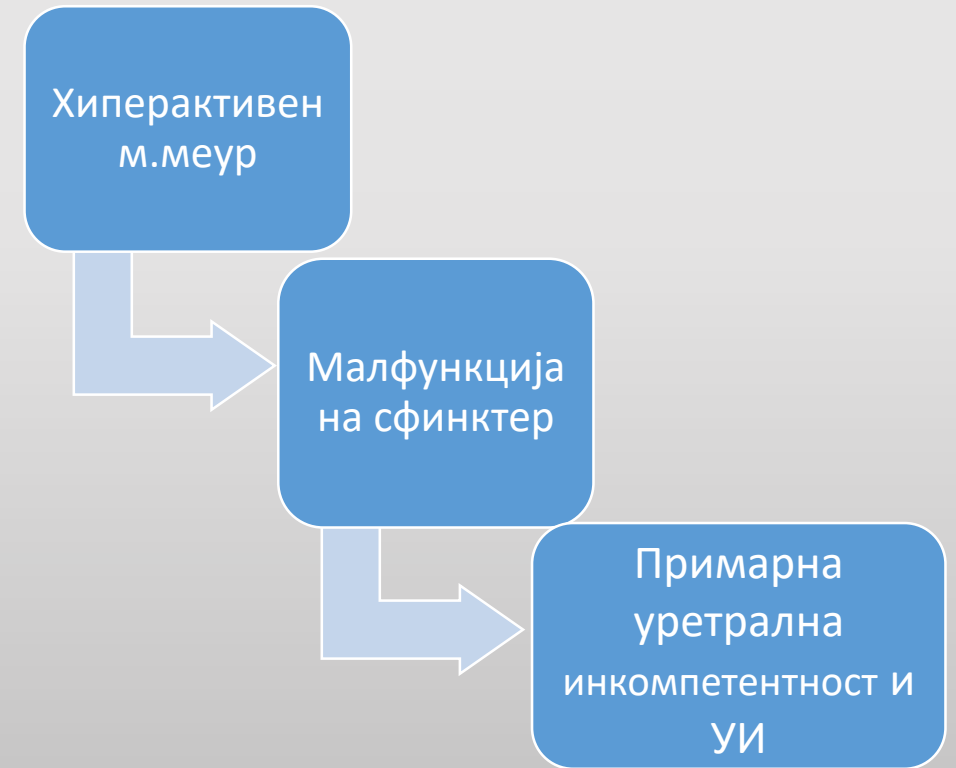 Хиперактивен
м.меур
Малфункција
на сфинктер
Примарна
уретрална
инкомпетентност и
УИ